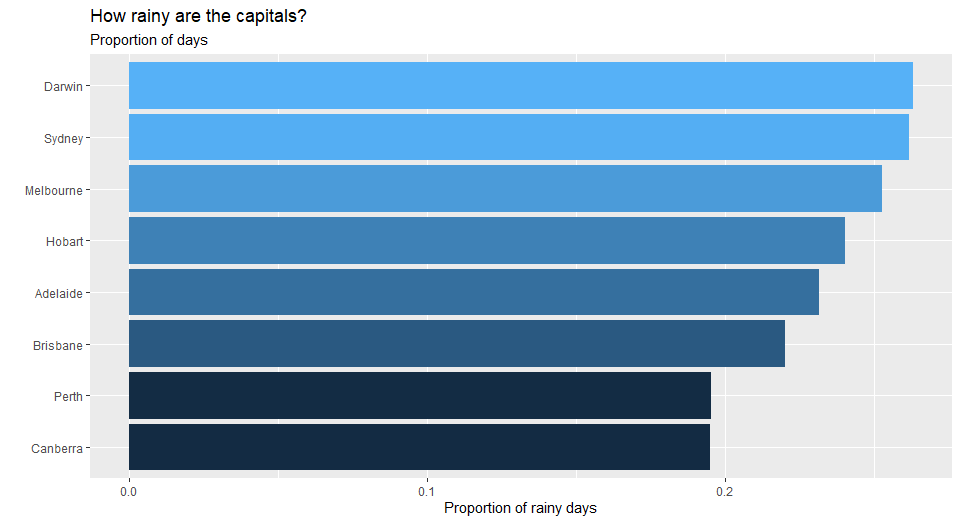 How rainy are the capitals?
Proportion of days
Darwin
Sydney
Melbourne
Hobart
Adelaide
Brisbane
Perth
Canberra
0.0 0.1 0.2
Proportion of rainy days